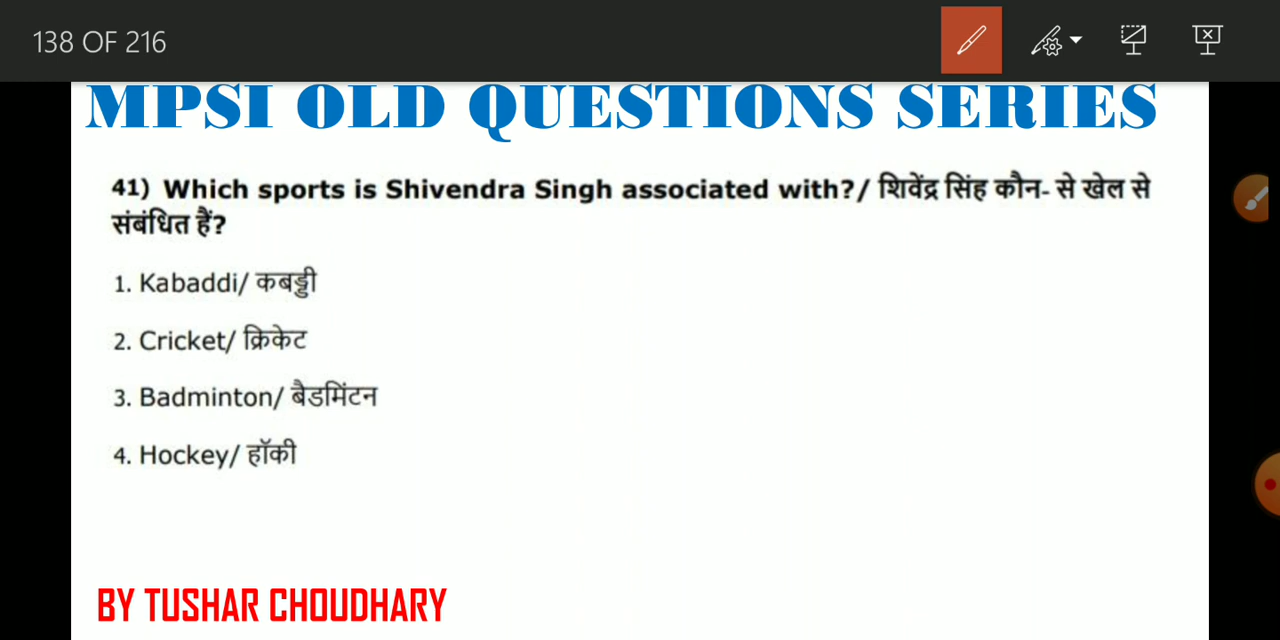 138 OF 216
MPSI OLD QUESTIONS SERIES
41) Which sports is Shivendra Singh associated with?/ शिवेंद्र सिंह कौन- से खेल से
संबंधित हैं?
1. Kabaddi/ कबड्डी
2. Cricket/ क्रिकेट
3. Badminton/ बैडमिंटन
4. Hockey/ हॉकी
BY TUSHAR CHOUDHARY